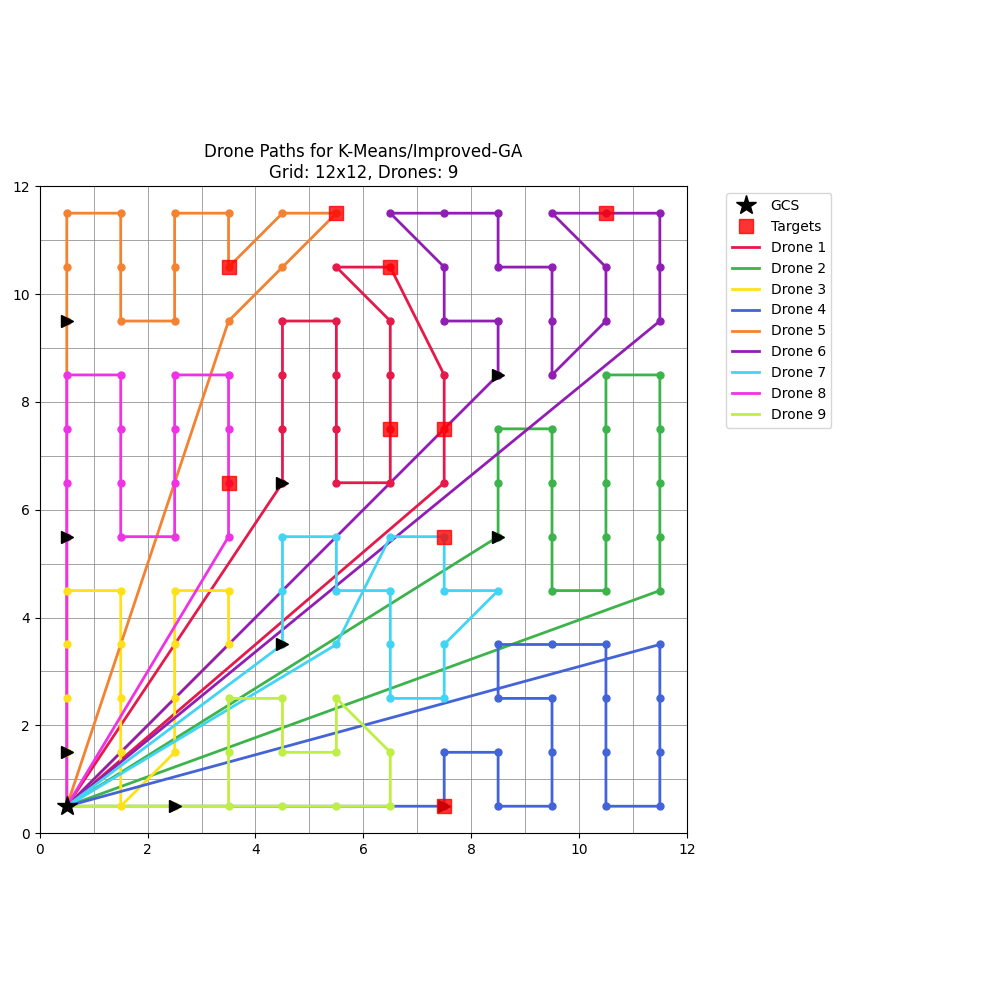 Drone Paths for K-Means/Improved-GA
Grid: 12x12, Drones: 9
12
10
8
6
4
2
0
0 2 4 6 8 10 12
GCS
Targets
Drone 1
Drone 2
Drone 3
Drone 4
Drone 5
Drone 6
Drone 7
Drone 8
Drone 9